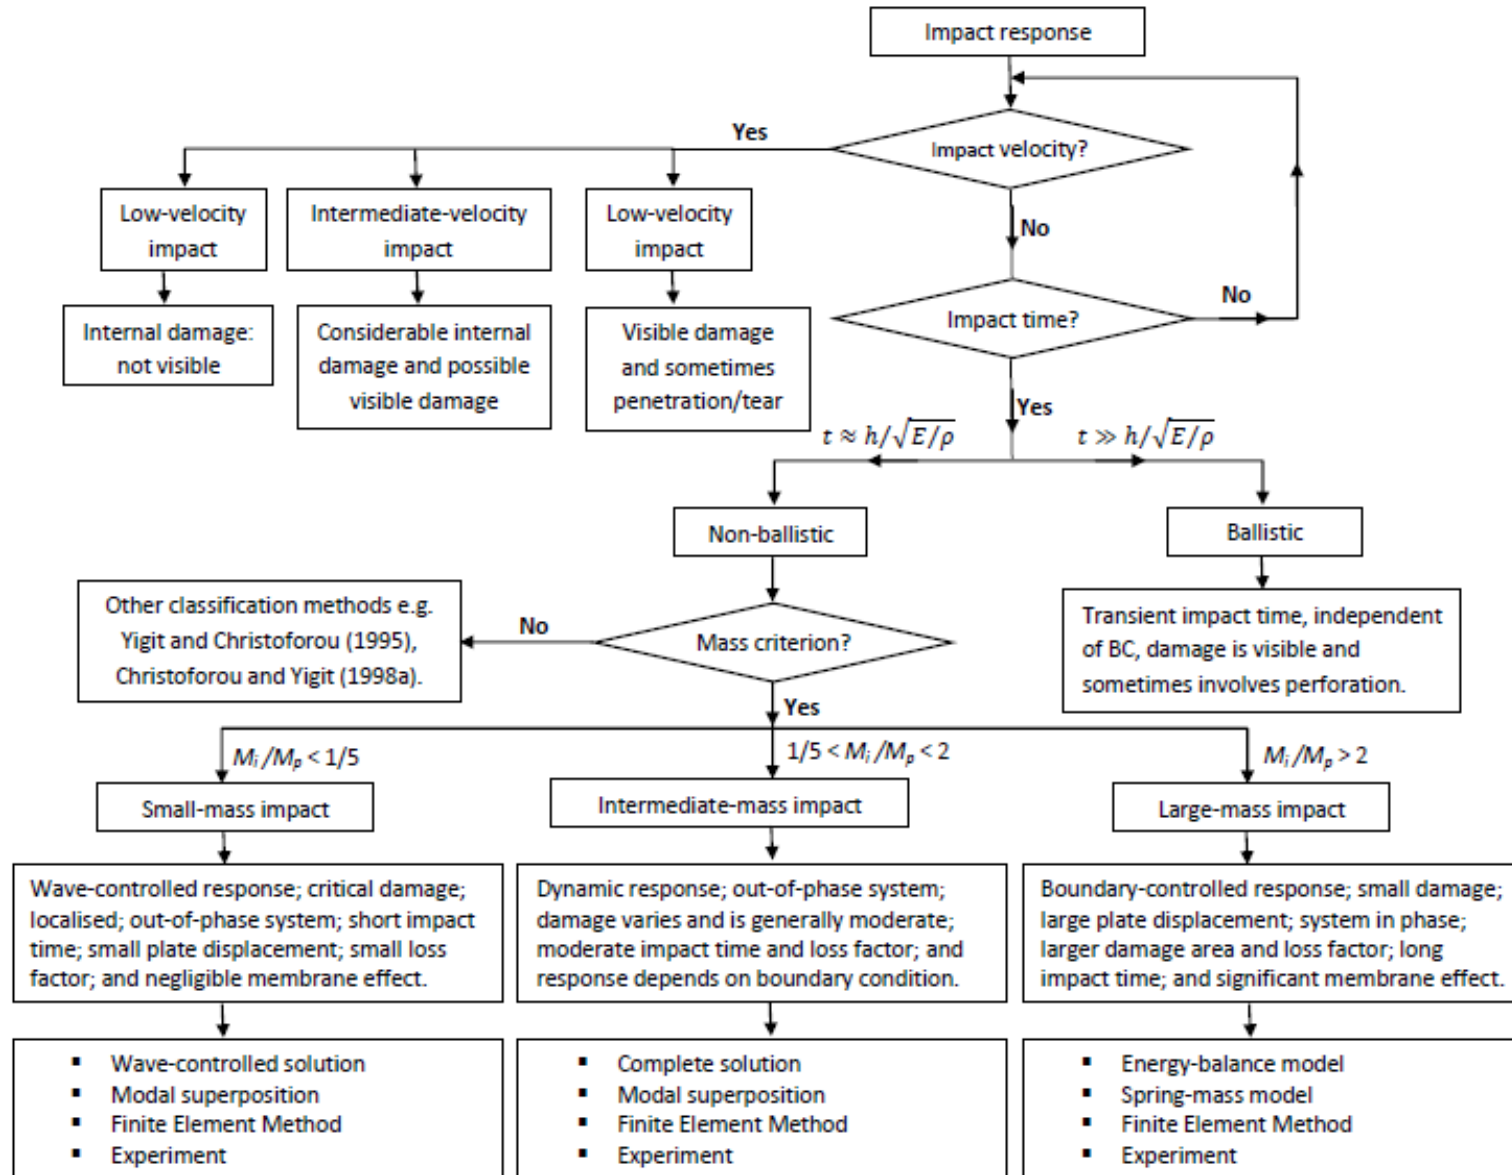 Impact response
Impact velocity?
Yes
No
Low-velocity
impact
Intermediate-velocity
impact
Low-velocity
impact
Internal damage:
not visible
Considerable internal
damage and possible
visible damage
Visible damage
and sometimes
penetration/tear
Impact time?
No
Yes
t ≈ h/√E/ρ
t ≫ h/√E/ρ
Non-ballistic
Ballistic
Transient impact time, independent
of BC, damage is visible and
sometimes involves perforation.
Mass criterion?
No
Other classification methods e.g.
Yigit and Christoforou (1995),
Christoforou and Yigit (1998a).
Yes
Mi/Mp < 1/5
1/5 < Mi/Mp < 2
Mi/Mp > 2
Small-mass impact
Intermediate-mass impact
Large-mass impact
Wave-controlled response; critical damage;
localised; out-of-phase system; short impact
time; small plate displacement; small loss
factor; and negligible membrane effect.
Dynamic response; out-of-phase system;
damage varies and is generally moderate;
moderate impact time and loss factor; and
response depends on boundary condition.
Boundary-controlled response; small damage;
large plate displacement; system in phase;
larger damage area and loss factor; long
impact time; and significant membrane effect.
▪ Wave-controlled solution
▪ Modal superposition
▪ Finite Element Method
▪ Experiment
▪ Complete solution
▪ Modal superposition
▪ Finite Element Method
▪ Experiment
▪ Energy-balance model
▪ Spring-mass model
▪ Finite Element Method
▪ Experiment